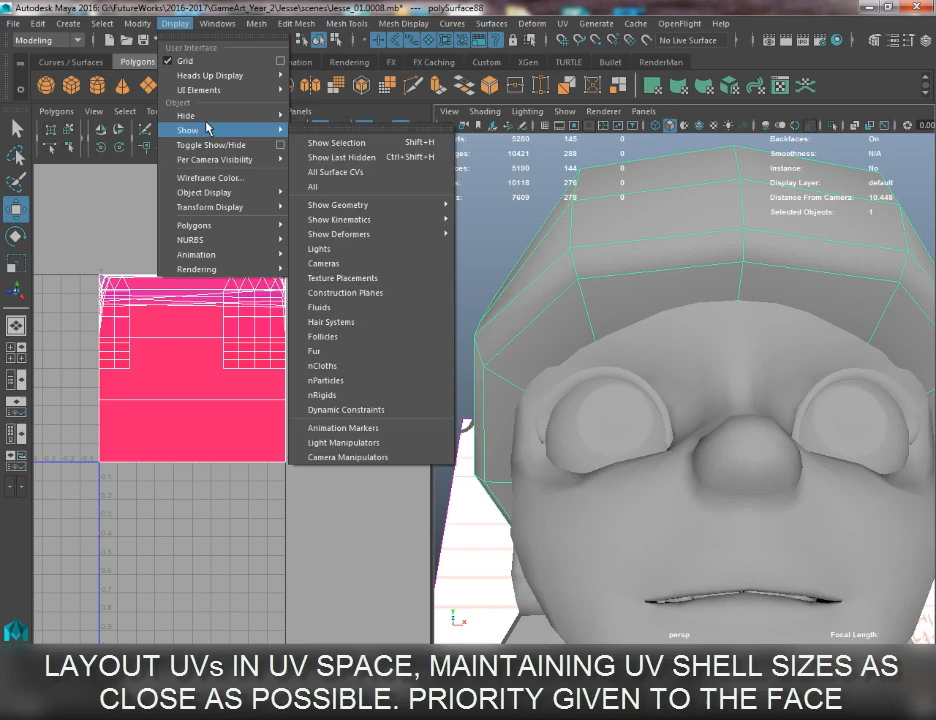 Autodesk Maya 2016: G:\FutureWorks\2016-2017\GameArt_Year_2\Jesse\scenes\Jesse_01.0008.mb* --- polySurface88
File Edit Create Select Modify Display Windows Mesh Edit Mesh Mesh Tools Mesh Display Curves Surfaces Deform UV Generate Cache OpenFlight Help
Modeling
No Live Surface
Curves / Surfaces Polygons Rendering FX FX Caching Custom XGen TURTLE Bullet RenderMan
Polygons View Select
View Shading Lighting Show Renderer Panels
User Interface
Grid
Heads Up Display
UI Elements
Object
Hide
Show
Toggle Show/Hide
Per Camera Visibility
Wireframe Color...
Object Display
Transform Display
Polygons
NURBS
Animation
Rendering
Show Selection Shift+H
Show Last Hidden Ctrl+Shift+H
All Surface CVs
All
Show Geometry
Show Kinematics
Show Deformers
Lights
Cameras
Texture Placements
Construction Planes
Fluids
Hair Systems
Follicles
Fur
nCloths
nParticles
nRigids
Dynamic Constraints
Animation Markers
Light Manipulators
Camera Manipulators
5280 145 0
10421 288 0
5190 144 0
10118 276 0
7609 278 0
Backfaces: On
Smoothness: N/A
Instance: No
Display Layer: default
Distance From Camera: 10.448
Selected Objects: 1
persp Focal Length:
LAYOUT UVs IN UV SPACE, MAINTAINING UV SHELL SIZES AS
CLOSE AS POSSIBLE. PRIORITY GIVEN TO THE FACE